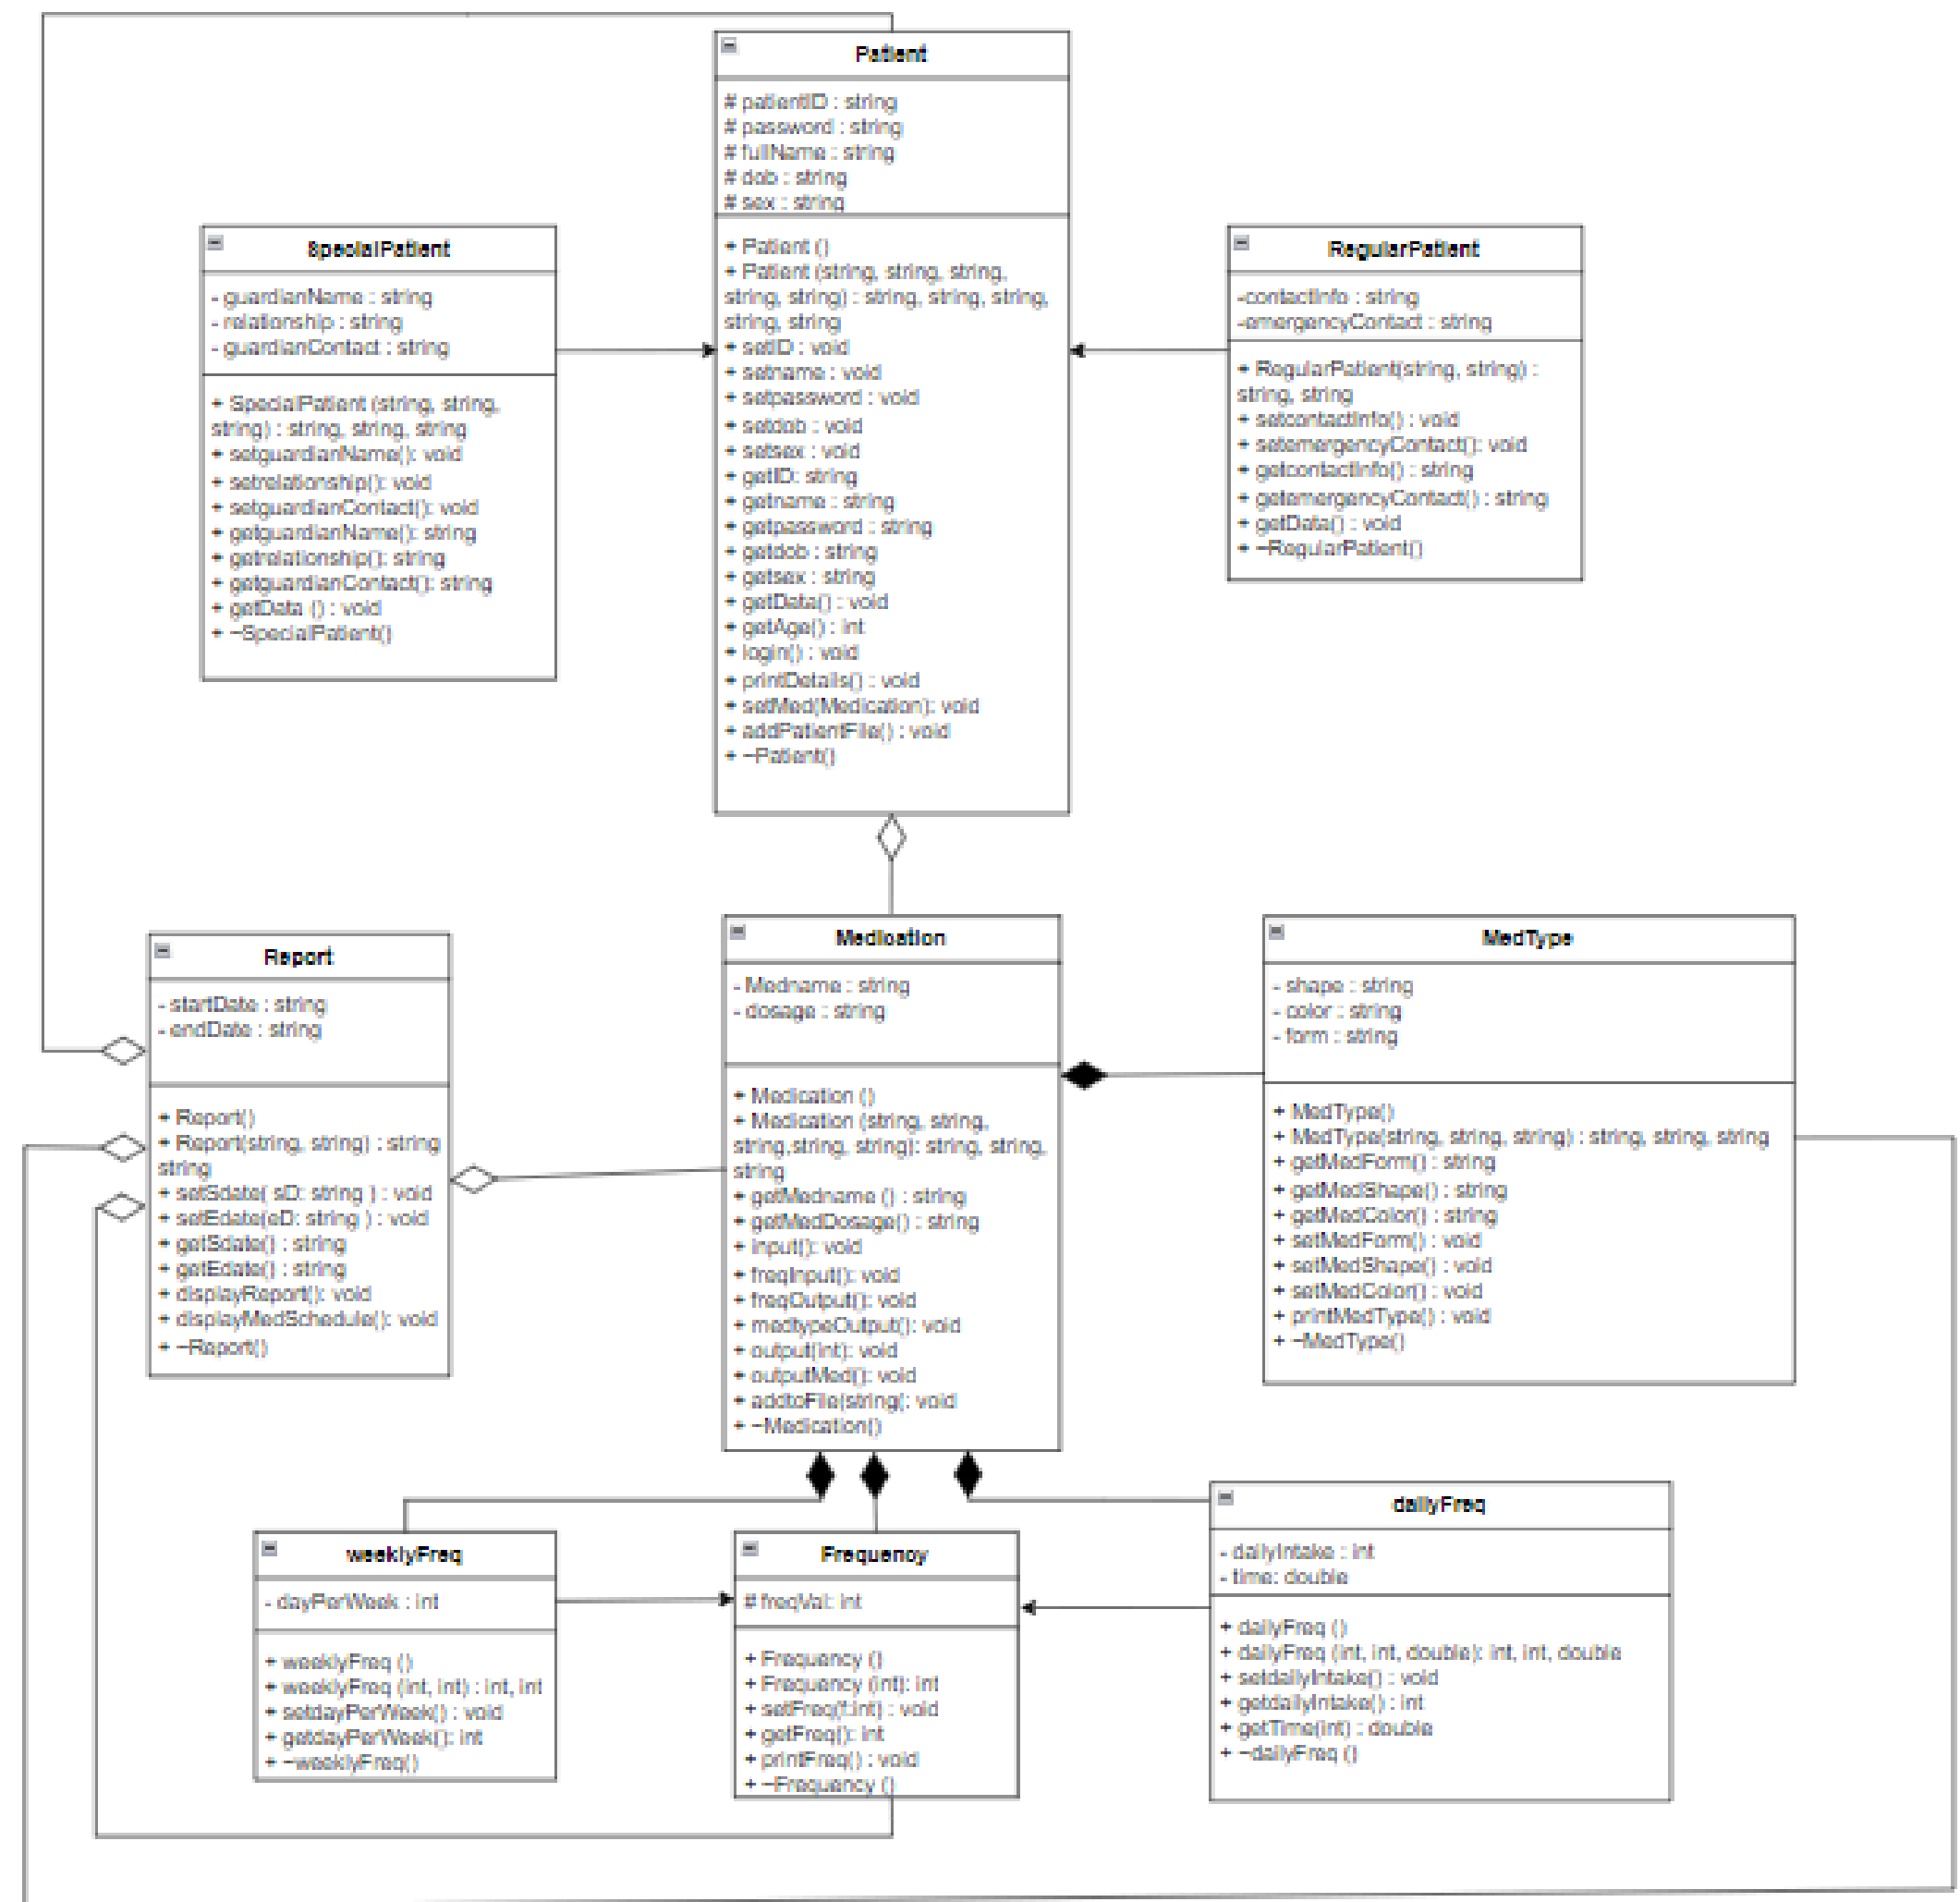 Patient
# patientID : string
# password : string
# fullName : string
# dob : string
# sex : string
+ Patient ()
+ Patient (string, string, string,
string, string) : string, string, string,
string, string
+ setID : void
+ setname : void
+ setpassword : void
+ setdob : void
+ setsex : void
+ getID: string
+ getname : string
+ getpassword : string
+ getdob : string
+ getsex : string
+ getData() : void
+ getAge() : int
+ login() : void
+ printDetails() : void
+ setMed(Medication): void
+ addPatientFile() : void
+ ~Patient()
SpecialPatient
- guardianName : string
- relationship : string
- guardianContact : string
+ SpecialPatient (string, string,
string) : string, string, string
+ setguardianName(): void
+ setrelationship(): void
+ setguardianContact(): void
+ getguardianName(): string
+ getrelationship(): string
+ getguardianContact(): string
+ getData () : void
+ ~SpecialPatient()
RegularPatient
-contactInfo : string
-emergencyContact : string
+ RegularPatient(string, string) :
string, string
+ setcontactInfo() : void
+ setemergencyContact(): void
+ getcontactInfo() : string
+ getemergencyContact() : string
+ getData() : void
+ ~RegularPatient()
Report
- startDate : string
- endDate : string
+ Report()
+ Report(string, string) : string
string
+ setSdate( sD: string ) : void
+ setEdate(eD: string ) : void
+ getSdate() : string
+ getEdate() : string
+ displayReport(): void
+ displayMedSchedule(): void
+ ~Report()
Medication
- Medname : string
- dosage : string
+ Medication ()
+ Medication (string, string,
string,string, string): string, string,
string
+ getMedname () : string
+ getMedDosage() : string
+ input(): void
+ freqInput(): void
+ freqOutput(): void
+ medtypeOutput(): void
+ output(int): void
+ outputMed(): void
+ addtoFile(string(: void
+ ~Medication()
MedType
- shape : string
- color : string
- form : string
+ MedType()
+ MedType(string, string, string) : string, string, string
+ getMedForm() : string
+ getMedShape() : string
+ getMedColor() : string
+ setMedForm() : void
+ setMedShape() : void
+ setMedColor() : void
+ printMedType() : void
+ ~MedType()
weeklyFreq
- dayPerWeek : int
+ weeklyFreq ()
+ weeklyFreq (int, int) : int, int
+ setdayPerWeek() : void
+ getdayPerWeek(): int
+ ~weeklyFreq()
Frequency
# freqVal: int
+ Frequency ()
+ Frequency (int): int
+ setFreq(f:int) : void
+ getFreq(): int
+ printFreq() : void
+ ~Frequency ()
dailyFreq
- dailyIntake : int
- time: double
+ dailyFreq ()
+ dailyFreq (int, int, double): int, int, double
+ setdailyIntake() : void
+ getdailyIntake() : int
+ getTime(int) : double
+ ~dailyFreq ()